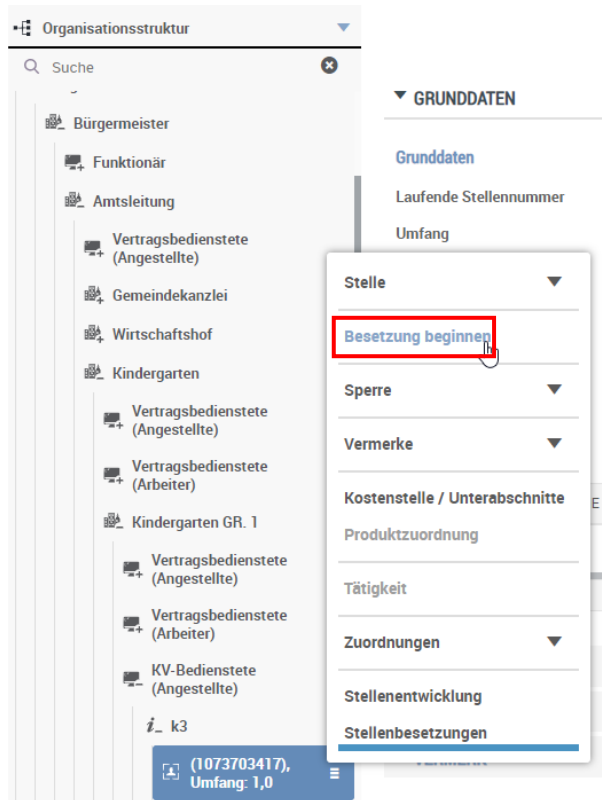 Organisationsstruktur
Suche
Bürgermeister
Funktionär
Amtsleitung
Vertragsbedienstete
(Angestellte)
Gemeindekanzlei
Wirtschaftshof
Kindergarten
Vertragsbedienstete
(Angestellte)
Vertragsbedienstete
(Arbeiter)
Kindergarten GR. 1
Vertragsbedienstete
(Angestellte)
Vertragsbedienstete
(Arbeiter)
KV-Bedienstete
(Angestellte)
k3
(1073703417),
Umfang: 1,0
GRUNDDATEN
Grunddaten
Laufende Stellennummer
Umfang
Stelle
Besetzung beginnen
Sperre
Vermerke
Kostenstelle / Unterabschnitte
Produktzuordnung
Tätigkeit
Zuordnungen
Stellenentwicklung
Stellenbesetzungen
E